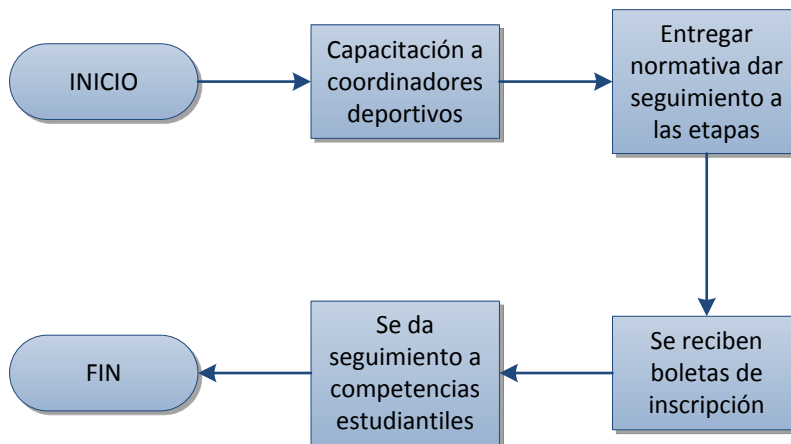 INICIO
Capacitación a
coordinadores
deportivos
Entregar
normativa dar
seguimiento a
las etapas
Se reciben
boletas de
inscripción
Se da
seguimiento a
competencias
estudiantiles
FIN